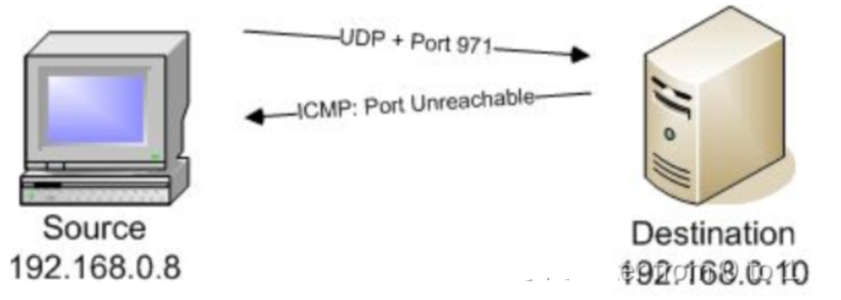 UDP + Port 971
ICMP: Port Unreachable
Source
192.168.0.8
Destination
192.168.0.10